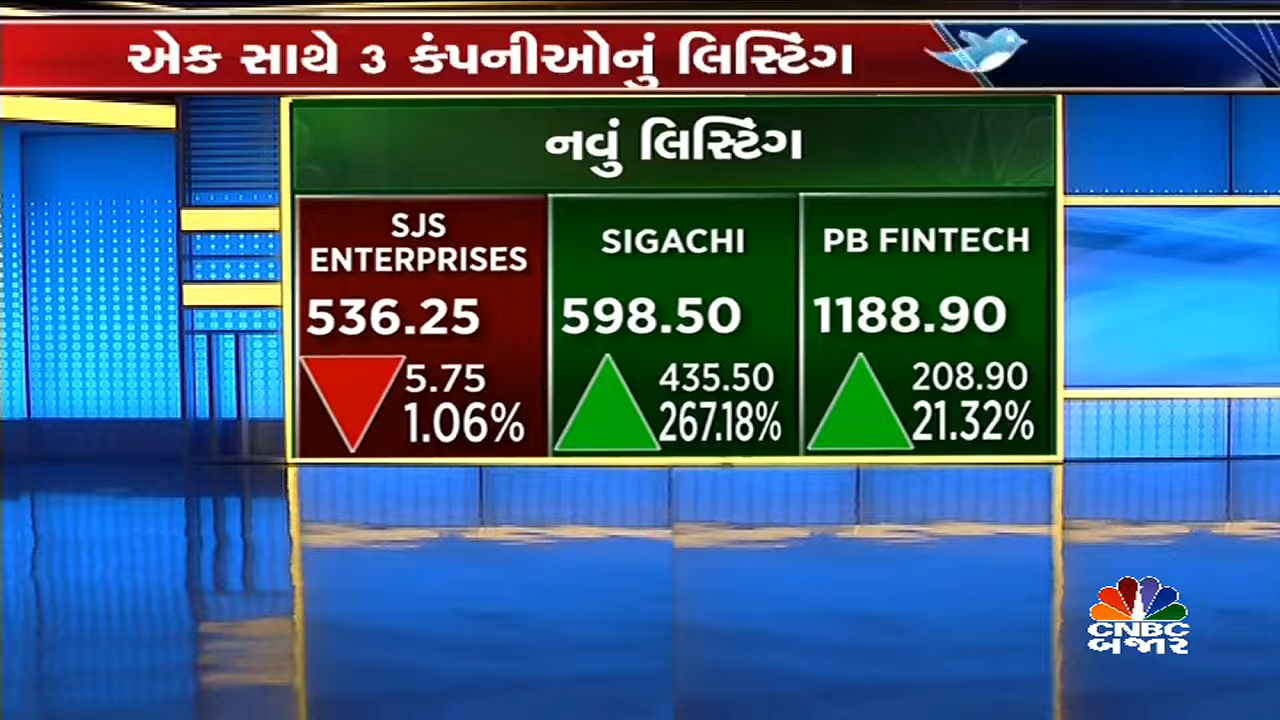 એક સાથે 3 કંપનીઓનું લિસ્ટિંગ
નવું લિસ્ટિંગ
SJS
ENTERPRISES
536.25
5.75
1.06%
SIGACHI
598.50
435.50
267.18%
PB FINTECH
1188.90
208.90
21.32%
CNBC
બજાર